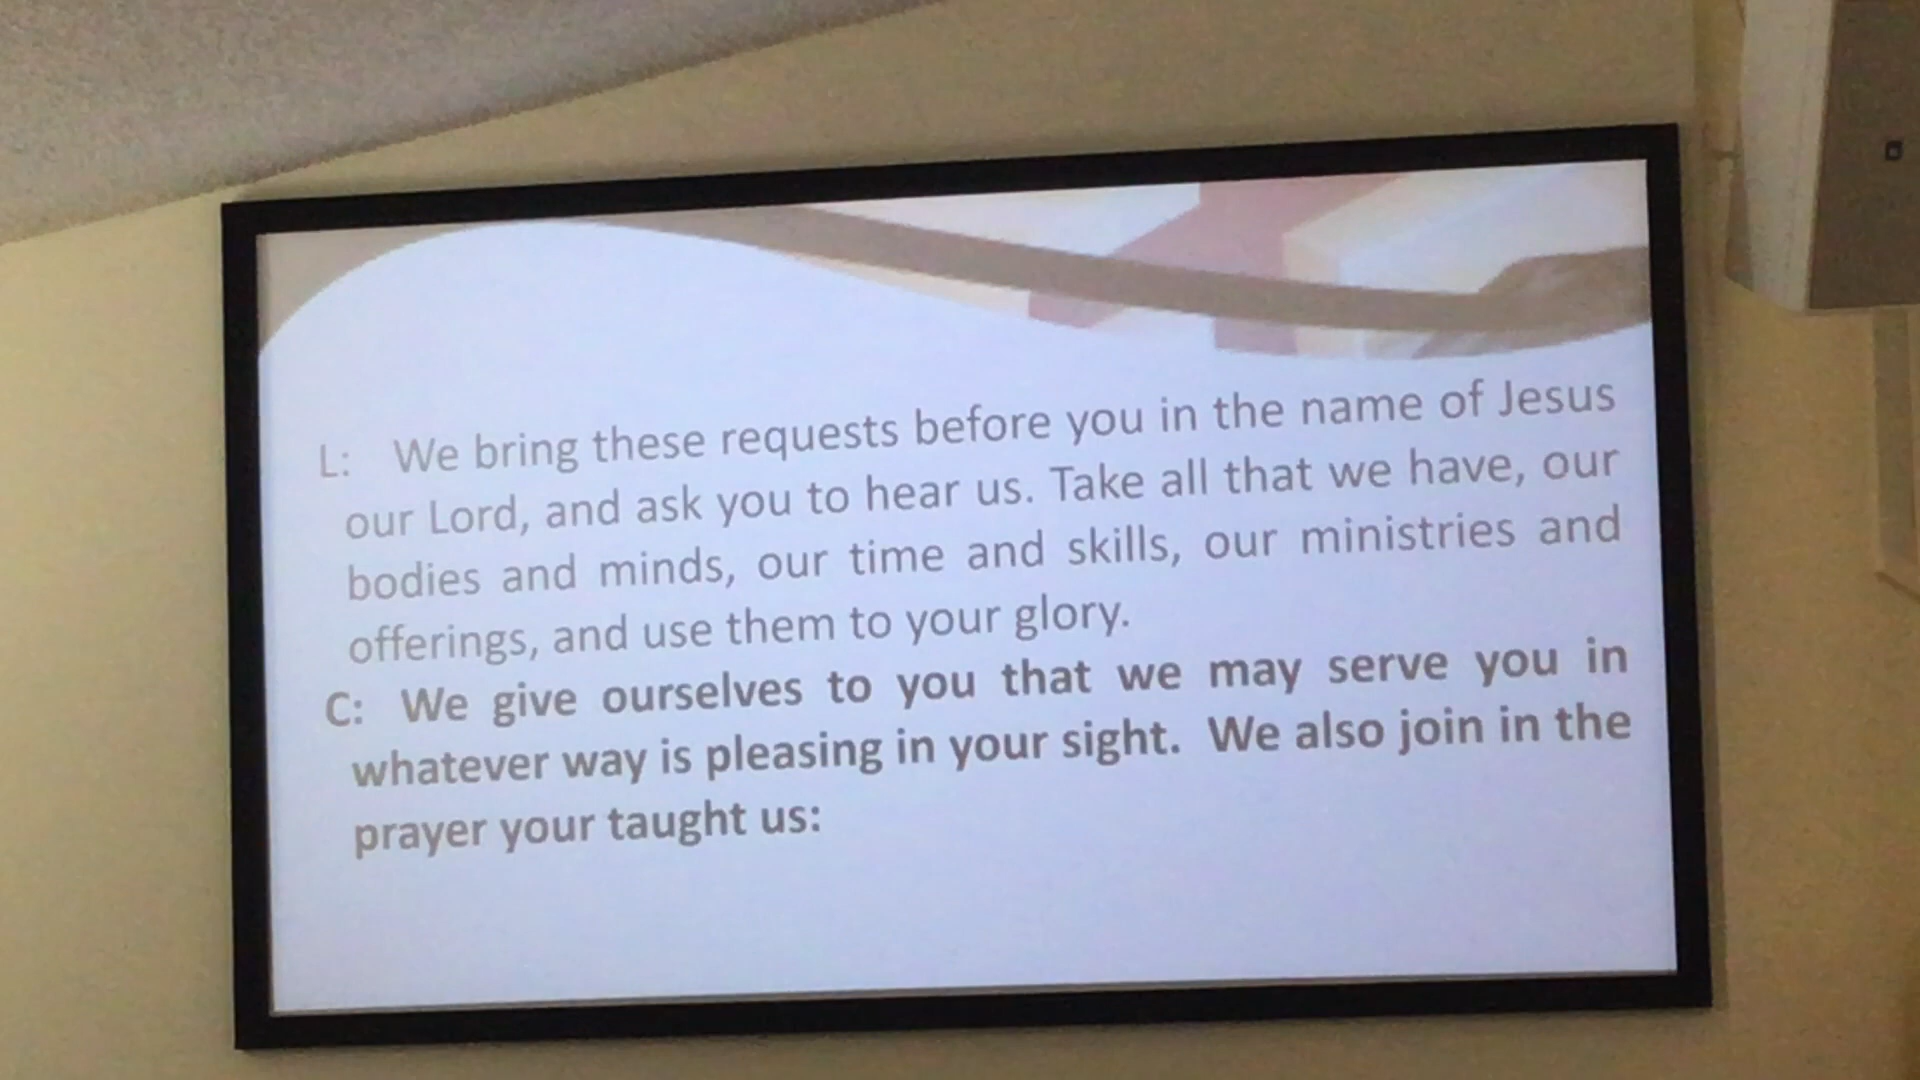 L: We bring these requests before you in the name of Jesus
our Lord, and ask you to hear us. Take all that we have, our
bodies and minds, our time and skills, our ministries and
offerings, and use them to your glory.
C: We give ourselves to you that we may serve you in
whatever way is pleasing in your sight. We also join in the
prayer your taught us: